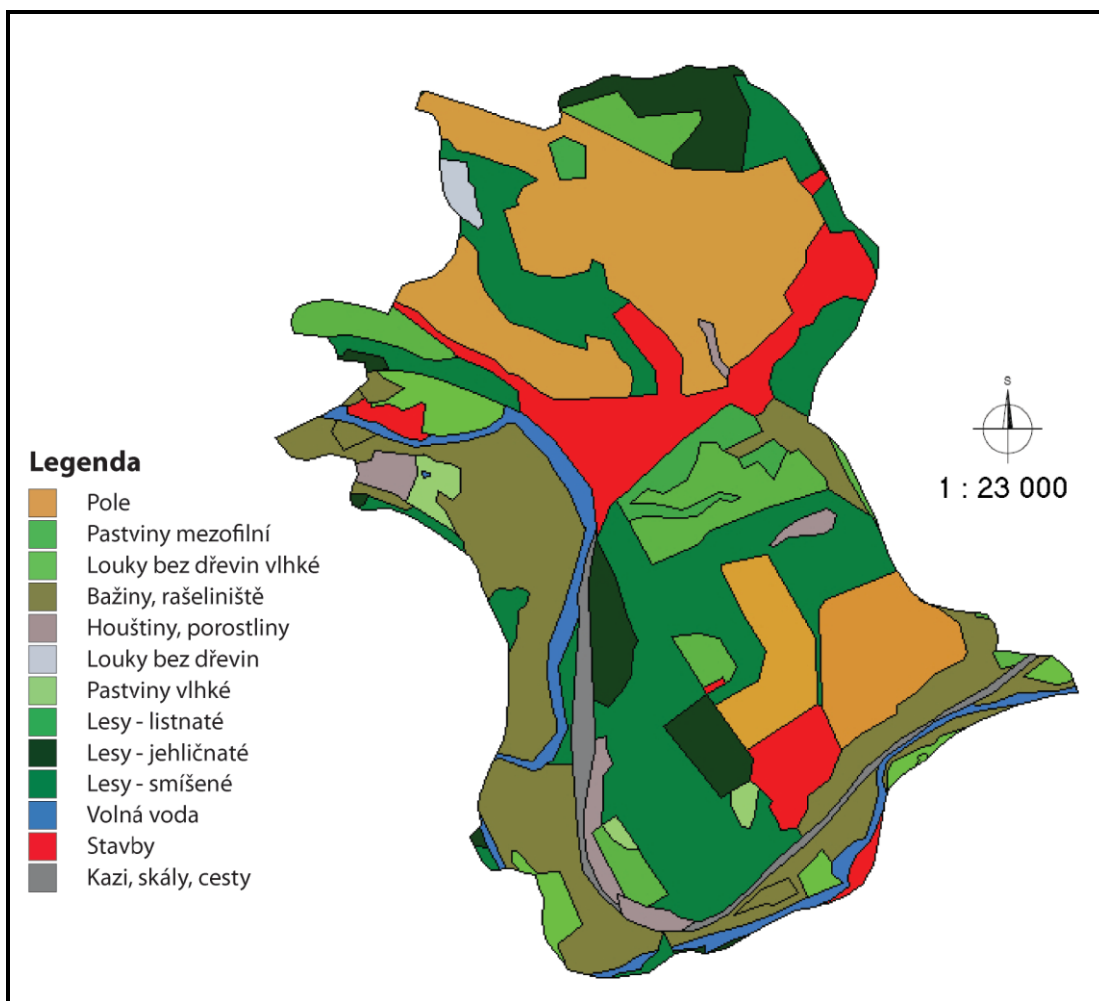 S
1 : 23 000
Legenda
Pole
Pastviny mezofilní
Louky bez dřevin vlhké
Bažiny, rašeliniště
Houštiny, porostliny
Louky bez dřevin
Pastviny vlhké
Lesy - listnaté
Lesy - jehličnaté
Lesy - smíšené
Volná voda
Stavby
Kazi, skály, cesty